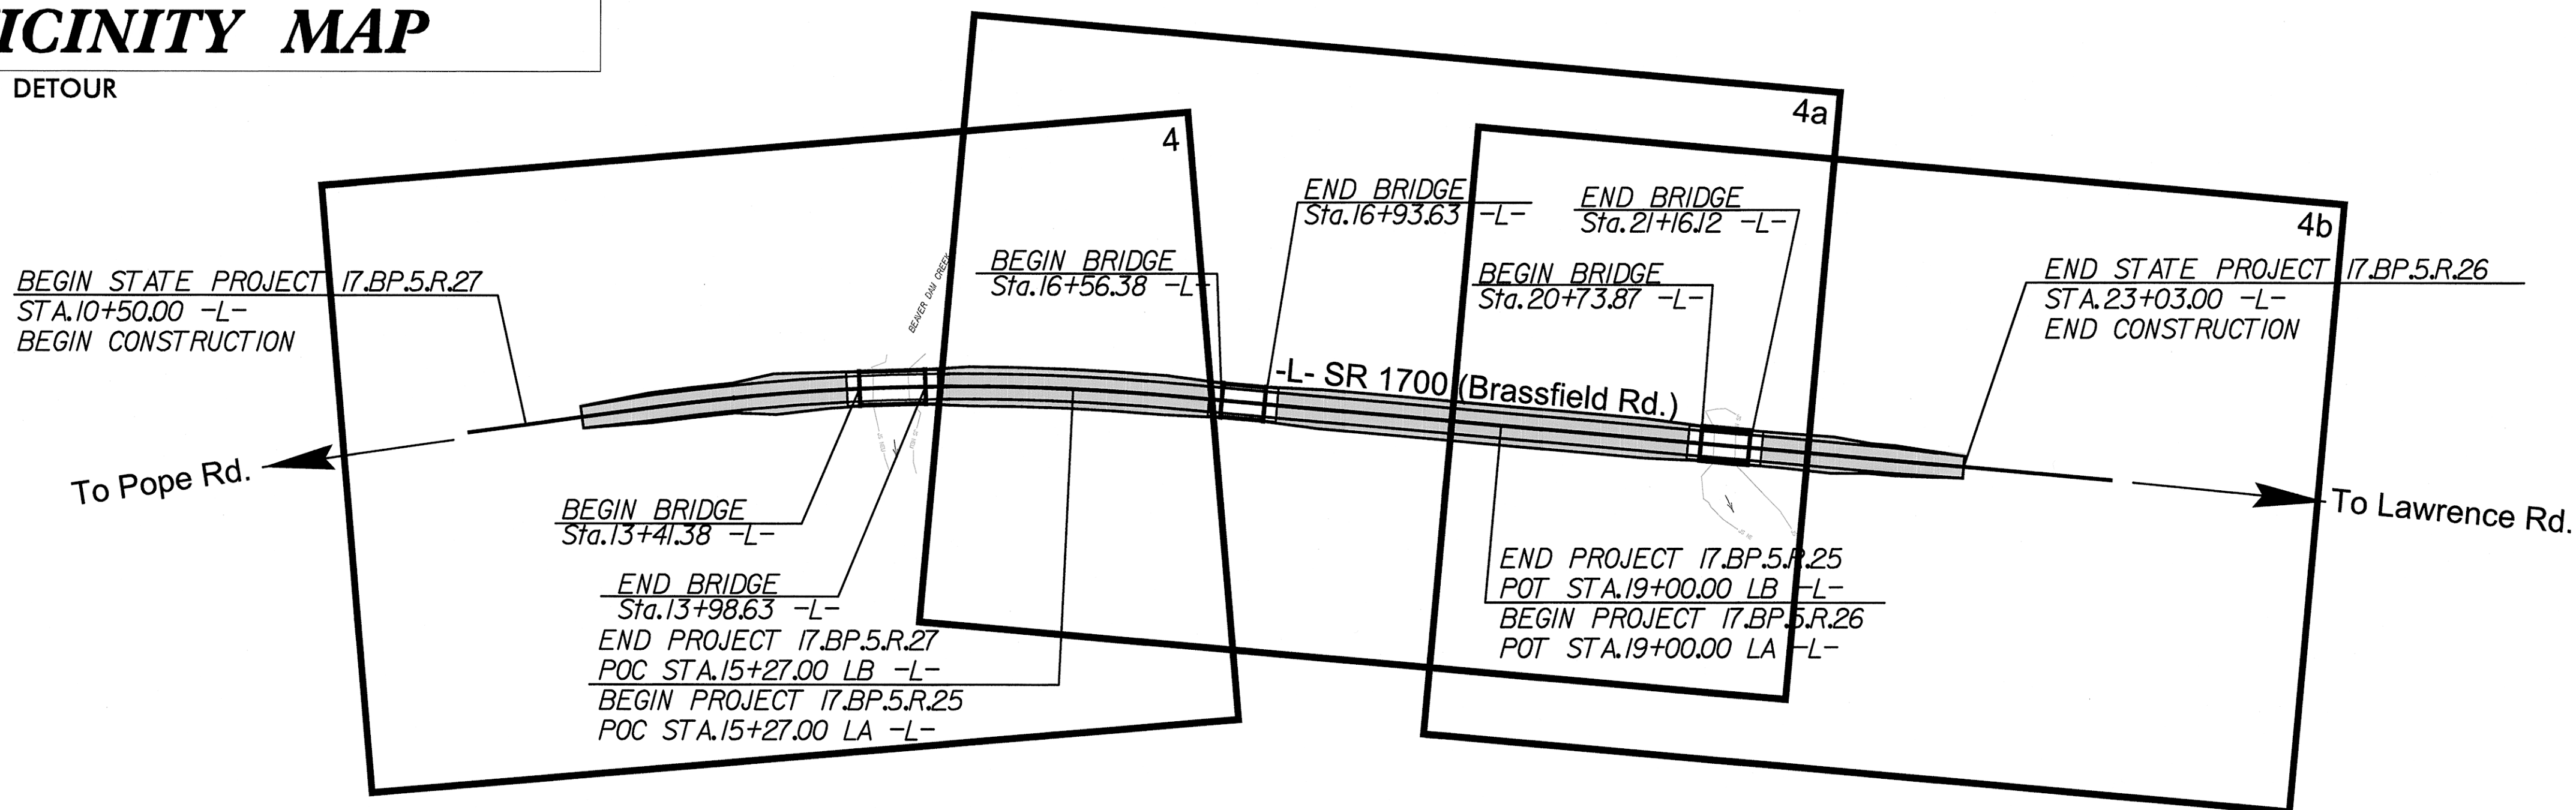 ICINITY MAP
DETOUR
4a
4
4b
END BRIDGE
Sta.16+93.63 -L-
END BRIDGE
Sta.21+16.12 -L-
BEGIN BRIDGE
Sta.16+56.38 -L-
BEGIN BRIDGE
Sta.20+73.87 -L-
BEGIN STATE PROJECT 17.BP.5.R.27
STA.10+50.00 -L-
BEGIN CONSTRUCTION
END STATE PROJECT 17.BP.5.R.26
STA.23+03.00 -L-
END CONSTRUCTION
BEAVER DAM CREEK
-L- SR 1700 (Brassfield Rd.)
To Pope Rd.
To Lawrence Rd.
BEGIN BRIDGE
Sta.13+41.38 -L-
END BRIDGE
Sta.13+98.63 -L-
END PROJECT 17.BP.5.R.27
POC STA.15+27.00 LB -L-
BEGIN PROJECT 17.BP.5.R.25
POC STA.15+27.00 LA -L-
END PROJECT 17.BP.5.R.25
POT STA.19+00.00 LB -L-
BEGIN PROJECT 17.BP.5.R.26
POT STA.19+00.00 LA -L-